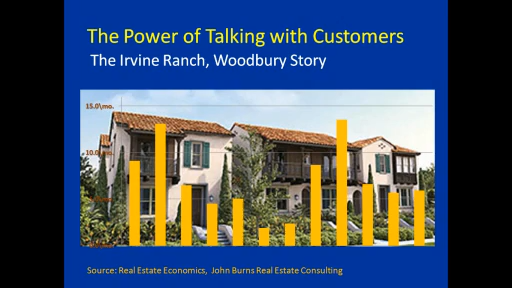 The Power of Talking with Customers
The Irvine Ranch, Woodbury Story
15.0\mo.
Source: Real Estate Economics, John Burns Real Estate Consulting